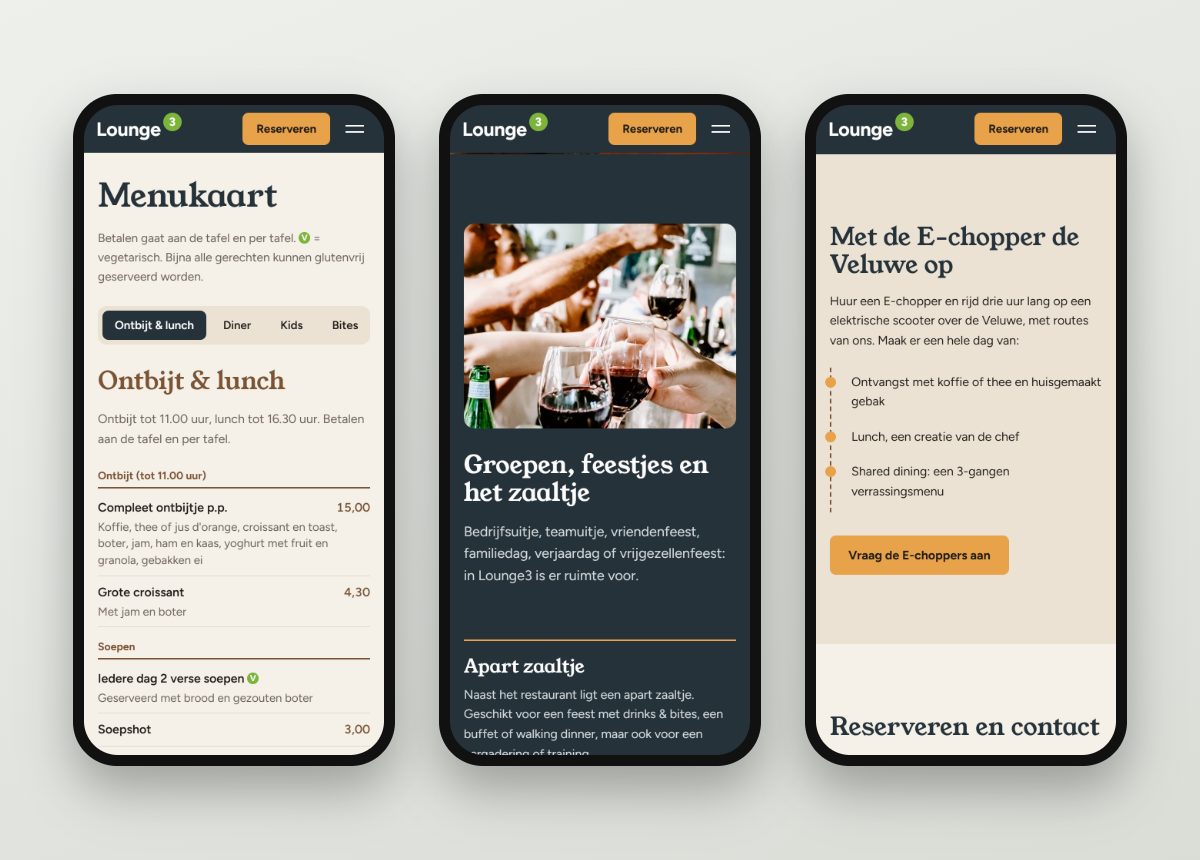 Lounge 3
Reserveren
Menukaart
Betalen gaat aan de tafel en per tafel. V =
vegetarisch. Bijna alle gerechten kunnen glutenvrij
geserveerd worden.
Ontbijt & lunch
Diner
Kids
Bites
Ontbijt & lunch
Ontbijt tot 11.00 uur, lunch tot 16.30 uur. Betalen
aan de tafel en per tafel.
Ontbijt (tot 11.00 uur)
Compleet ontbijtje p.p. 15,00
Koffie, thee of jus d'orange, croissant en toast,
boter, jam, ham en kaas, yoghurt met fruit en
granola, gebakken ei
Grote croissant 4,30
Met jam en boter
Soepen
Iedere dag 2 verse soepen V
Geserveerd met brood en gezouten boter
Soepshot 3,00
Lounge 3
Reserveren
Groepen, feestjes en
het zaaltje
Bedrijfsuitje, teamuitje, vriendenfeest,
familiedag, verjaardag of vrijgezellenfeest:
in Lounge3 is er ruimte voor.
Apart zaaltje
Naast het restaurant ligt een apart zaaltje.
Geschikt voor een feest met drinks & bites, een
buffet of walking dinner, maar ook voor een
vergadering of training.
Lounge 3
Reserveren
Met de E-chopper de
Veluwe op
Huur een E-chopper en rijd drie uur lang op een
elektrische scooter over de Veluwe, met routes
van ons. Maak er een hele dag van:
Ontvangst met koffie of thee en huisgemaakt
gebak
Lunch, een creatie van de chef
Shared dining: een 3-gangen
verrassingsmenu
Vraag de E-choppers aan
Reserveren en contact